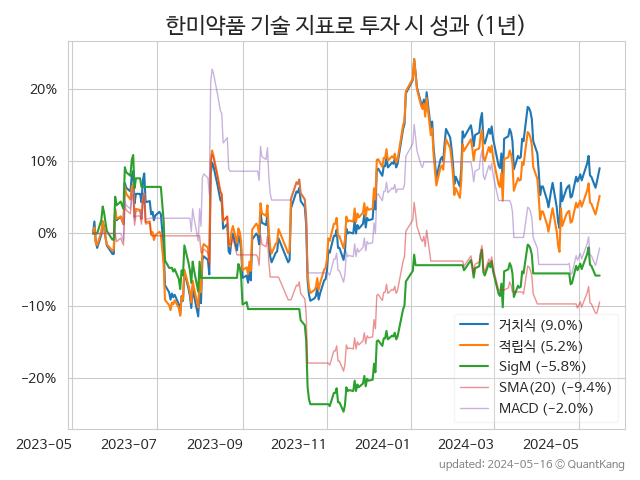 한미약품 기술 지표로 투자 시 성과 (1년)
20%
10%
0%
−10%
−20%
거치식 (9.0%)
적립식 (5.2%)
SigM (−5.8%)
SMA(20) (−9.4%)
MACD (−2.0%)
2023-05
2023-07
2023-09
2023-11
2024-01
2024-03
2024-05
updated: 2024-05-16 ⓒ QuantKang